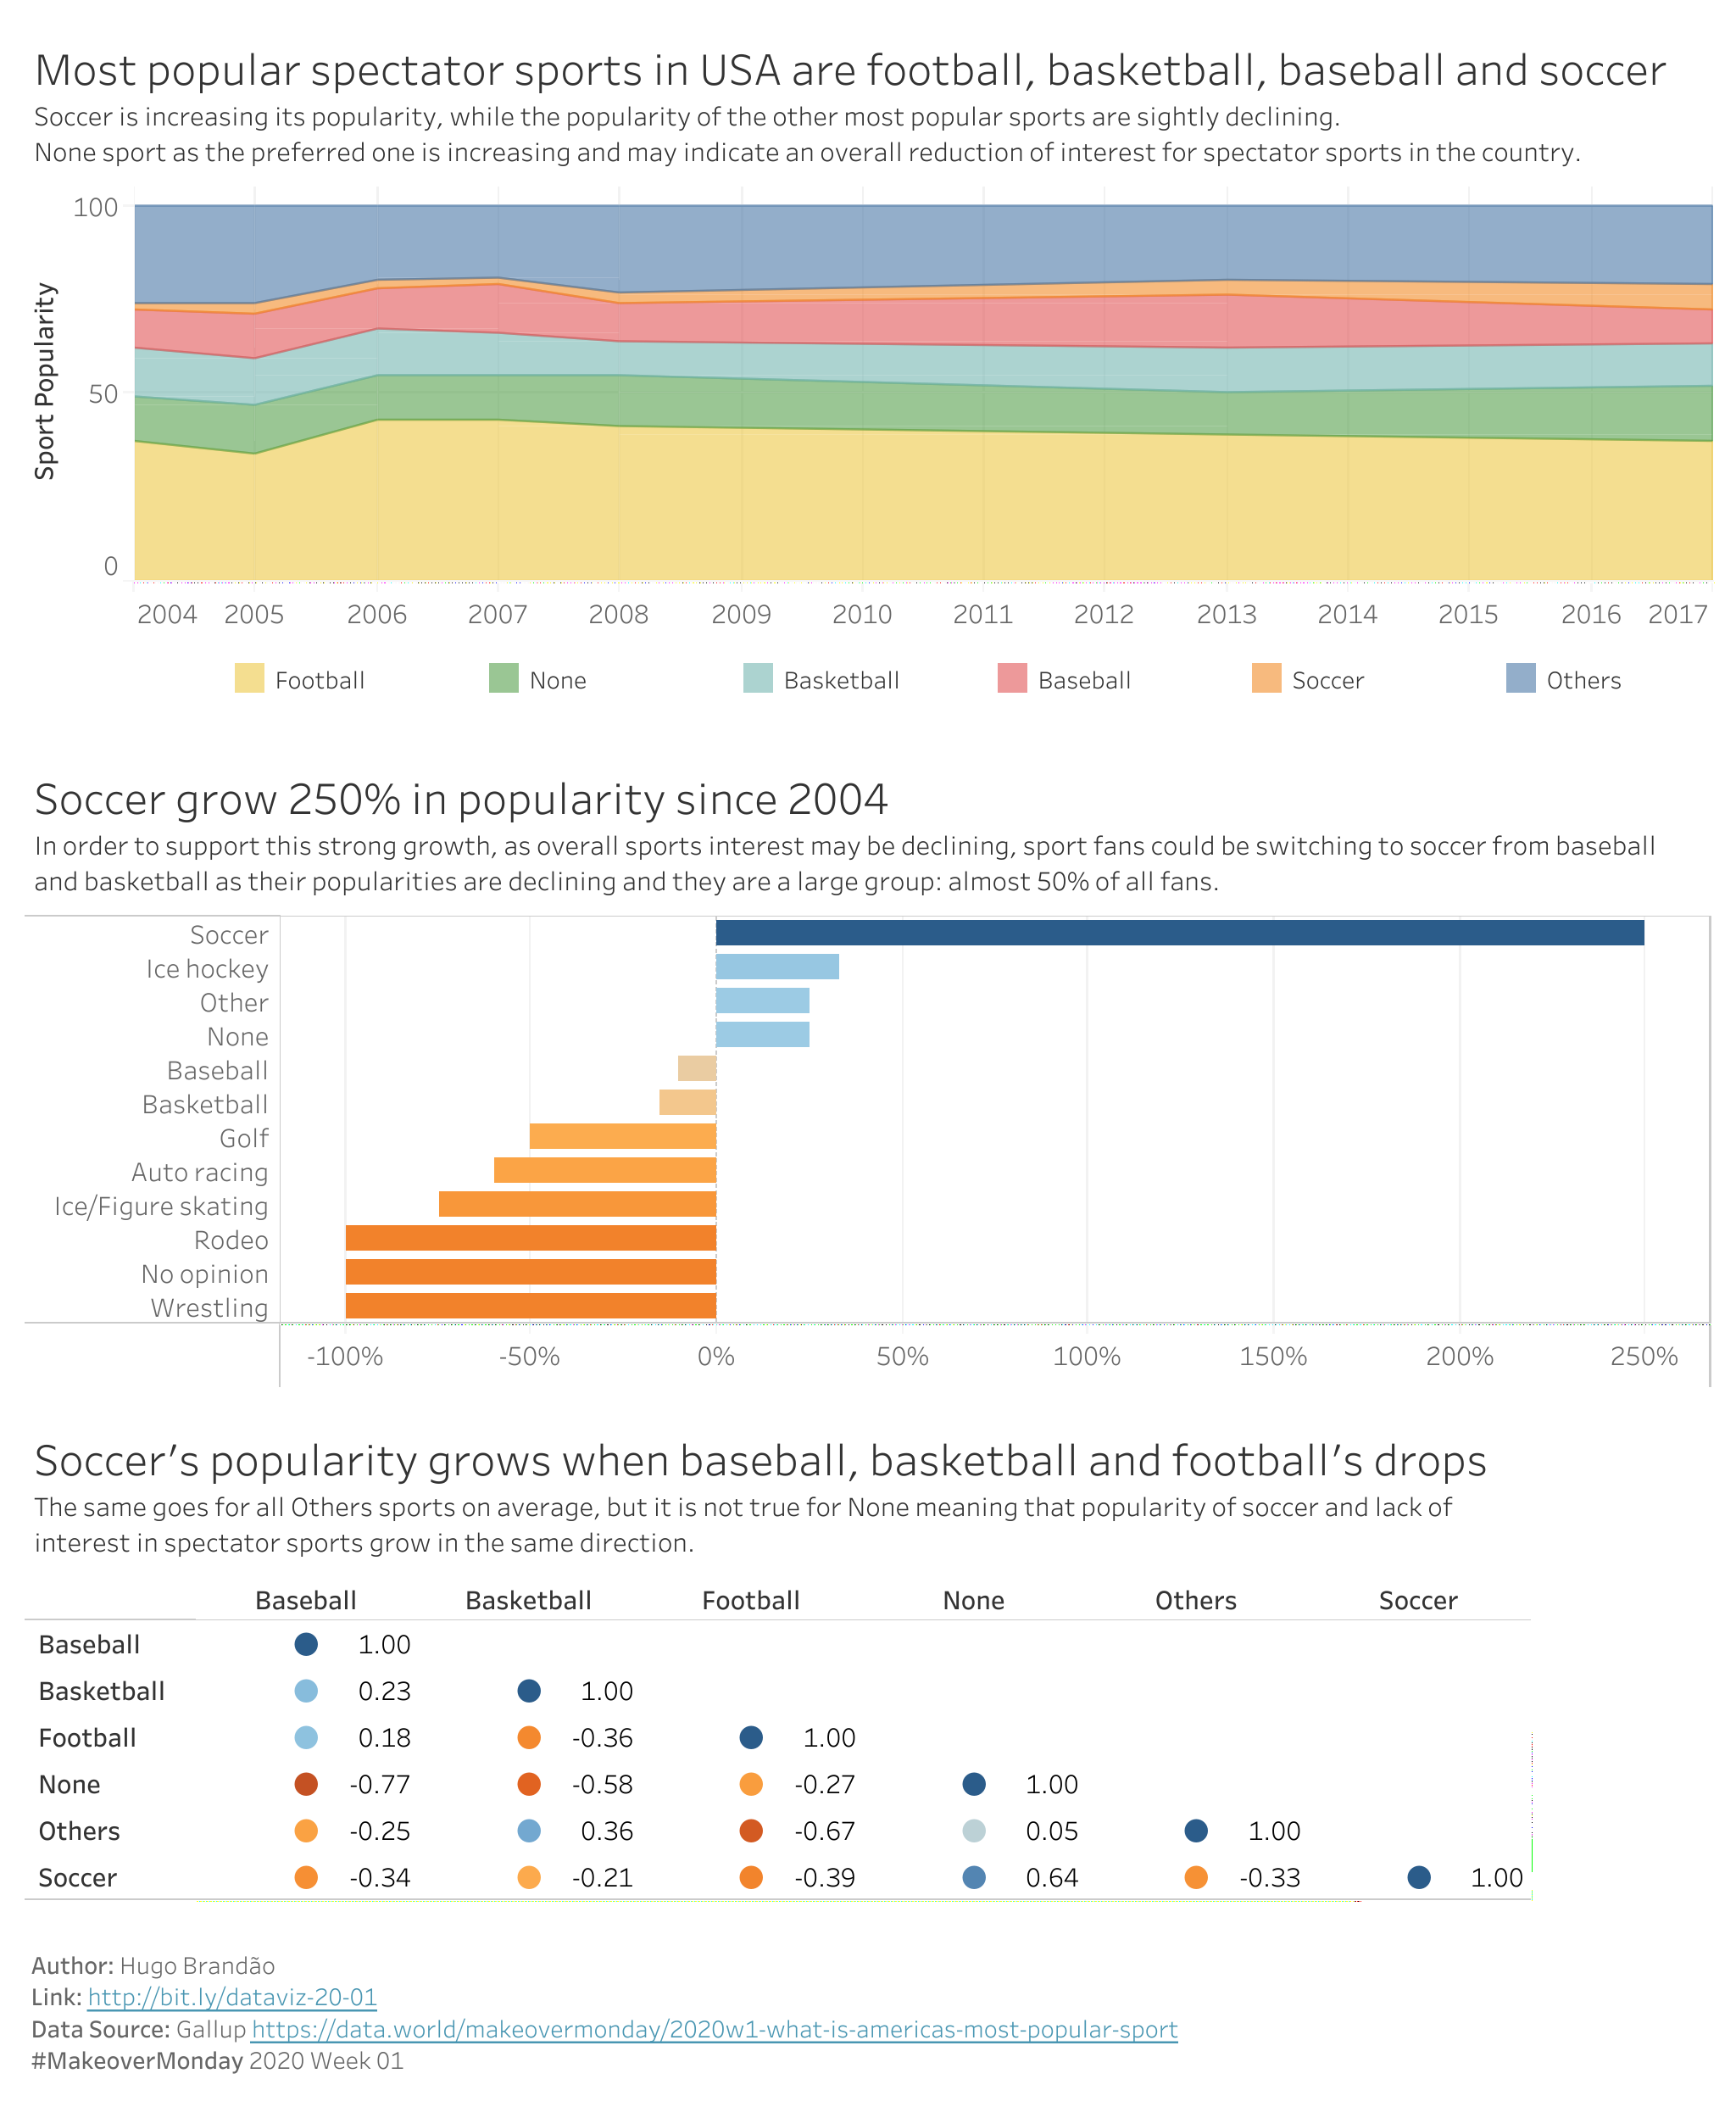 Most popular spectator sports in USA are football, basketball, baseball and soccer
Soccer is increasing its popularity, while the popularity of the other most popular sports are sightly declining.
None sport as the preferred one is increasing and may indicate an overall reduction of interest for spectator sports in the country.
Sport Popularity
100
50
0
2004 2005 2006 2007 2008 2009 2010 2011 2012 2013 2014 2015 2016 2017
Football None Basketball Baseball Soccer Others
Soccer grow 250% in popularity since 2004
In order to support this strong growth, as overall sports interest may be declining, sport fans could be switching to soccer from baseball
and basketball as their popularities are declining and they are a large group: almost 50% of all fans.
Soccer
Ice hockey
Other
None
Baseball
Basketball
Golf
Auto racing
Ice/Figure skating
Rodeo
No opinion
Wrestling
-100% -50% 0% 50% 100% 150% 200% 250%
Soccer’s popularity grows when baseball, basketball and football’s drops
The same goes for all Others sports on average, but it is not true for None meaning that popularity of soccer and lack of
interest in spectator sports grow in the same direction.
Baseball Basketball Football None Others Soccer
Baseball 1.00
Basketball 0.23 1.00
Football 0.18 -0.36 1.00
None -0.77 -0.58 -0.27 1.00
Others -0.25 0.36 -0.67 0.05 1.00
Soccer -0.34 -0.21 -0.39 0.64 -0.33 1.00
Author: Hugo Brandão
Link: http://bit.ly/dataviz-20-01
Data Source: Gallup https://data.world/makeovermonday/2020w1-what-is-americas-most-popular-sport
#MakeoverMonday 2020 Week 01